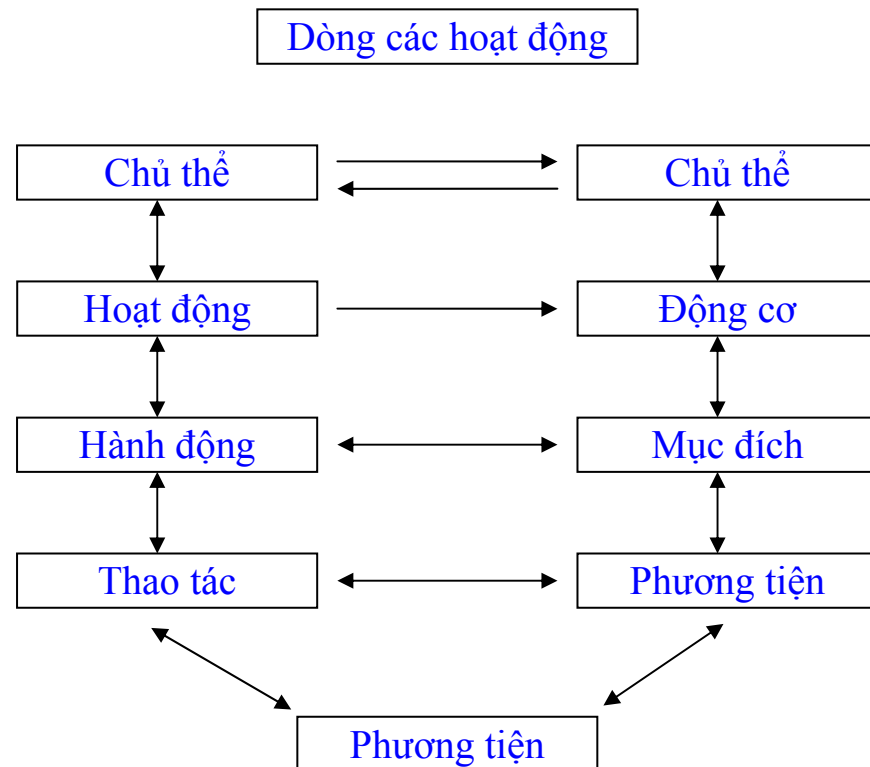 Dòng các hoạt động
Chủ thể
Chủ thể
Hoạt động
Động cơ
Hành động
Mục đích
Thao tác
Phương tiện
Phương tiện